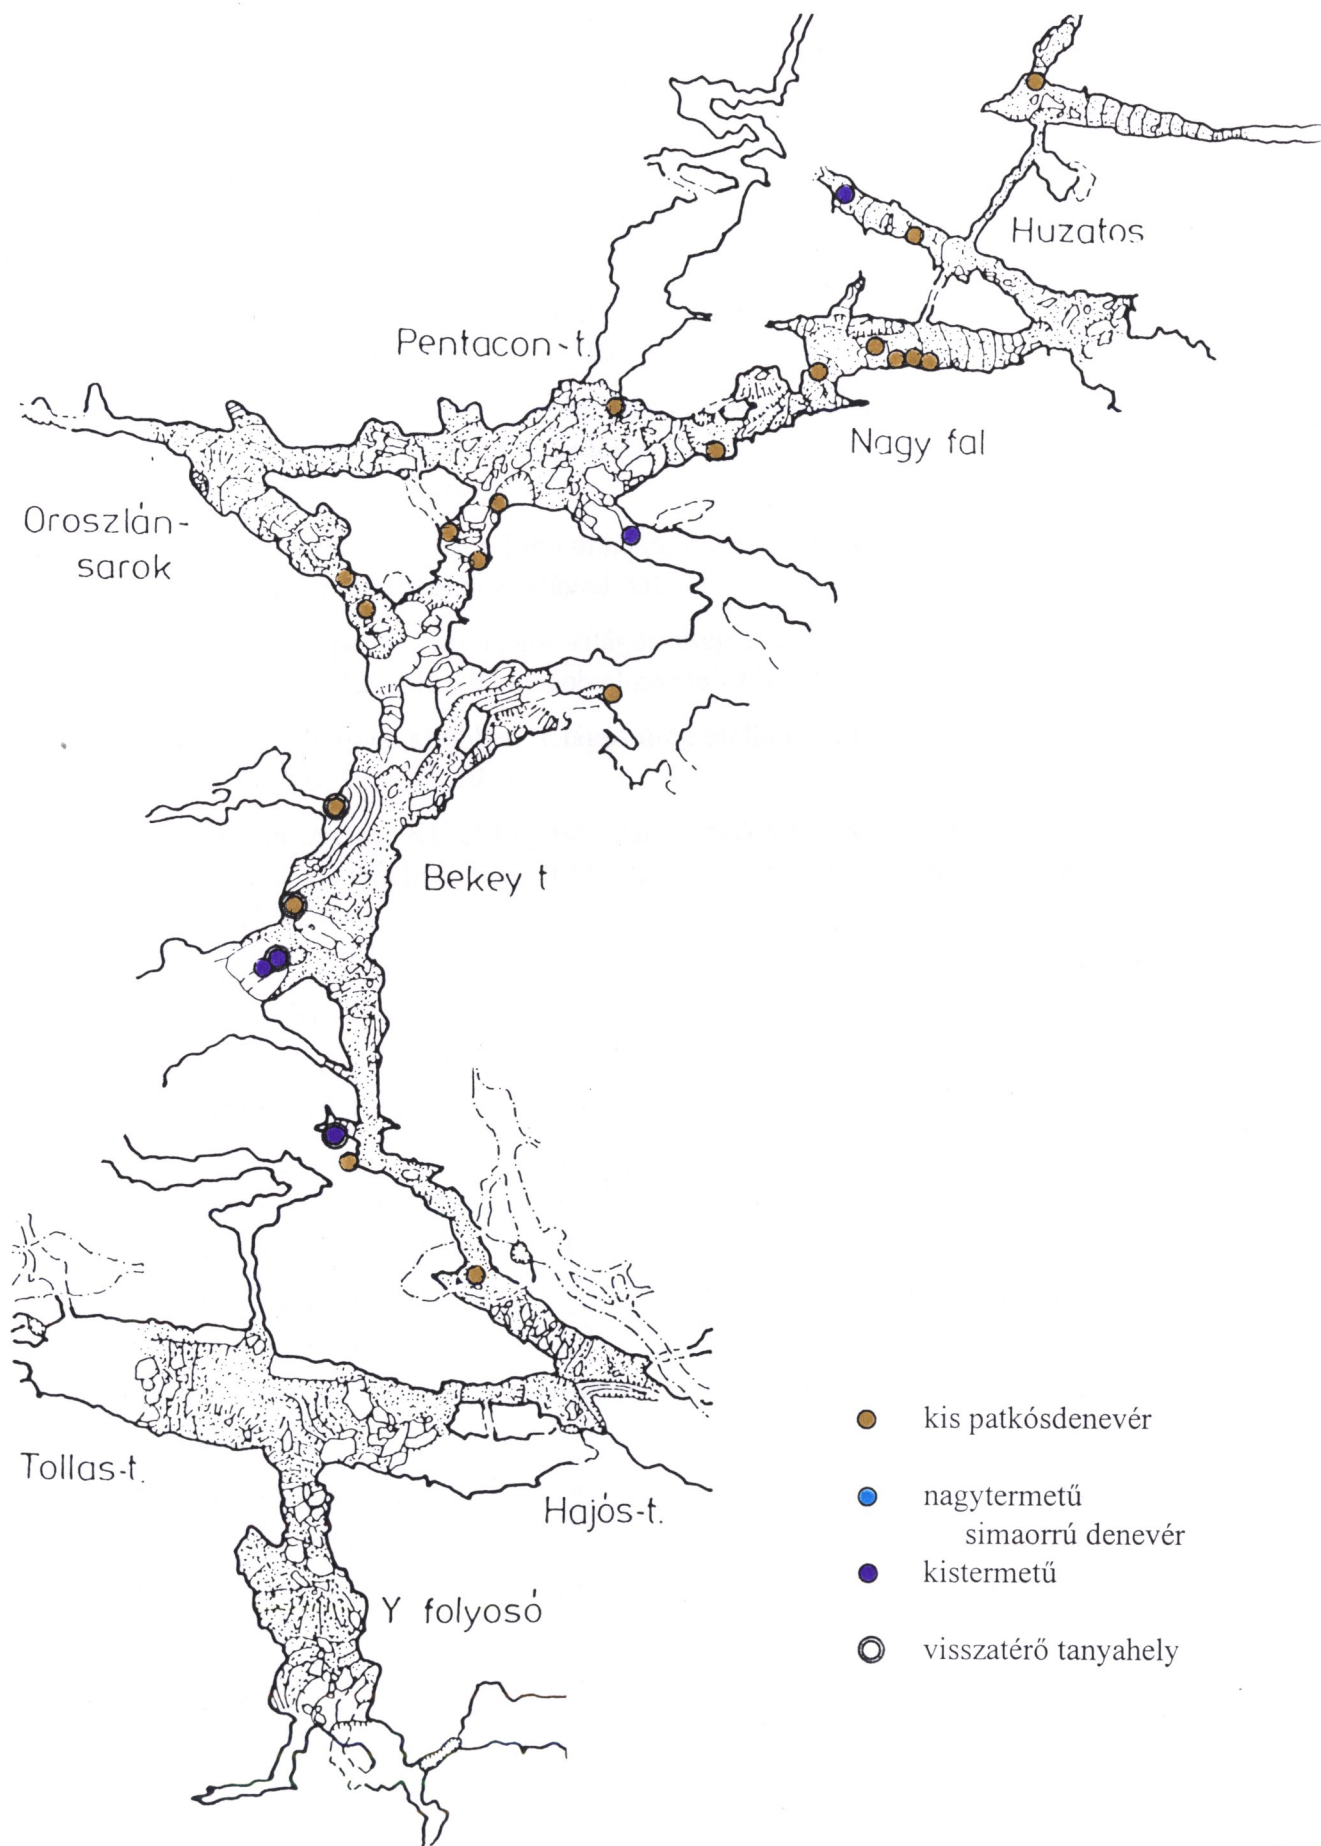 Huzatos
Pentacon-t.
Nagy fal
Oroszlán-
sarok
Bekey t
Tollas-t.
Hajós-t.
Y folyosó
kis patkósdenevér
nagytermetű
simaorrú denevér
kistermetű
visszatérő tanyahely